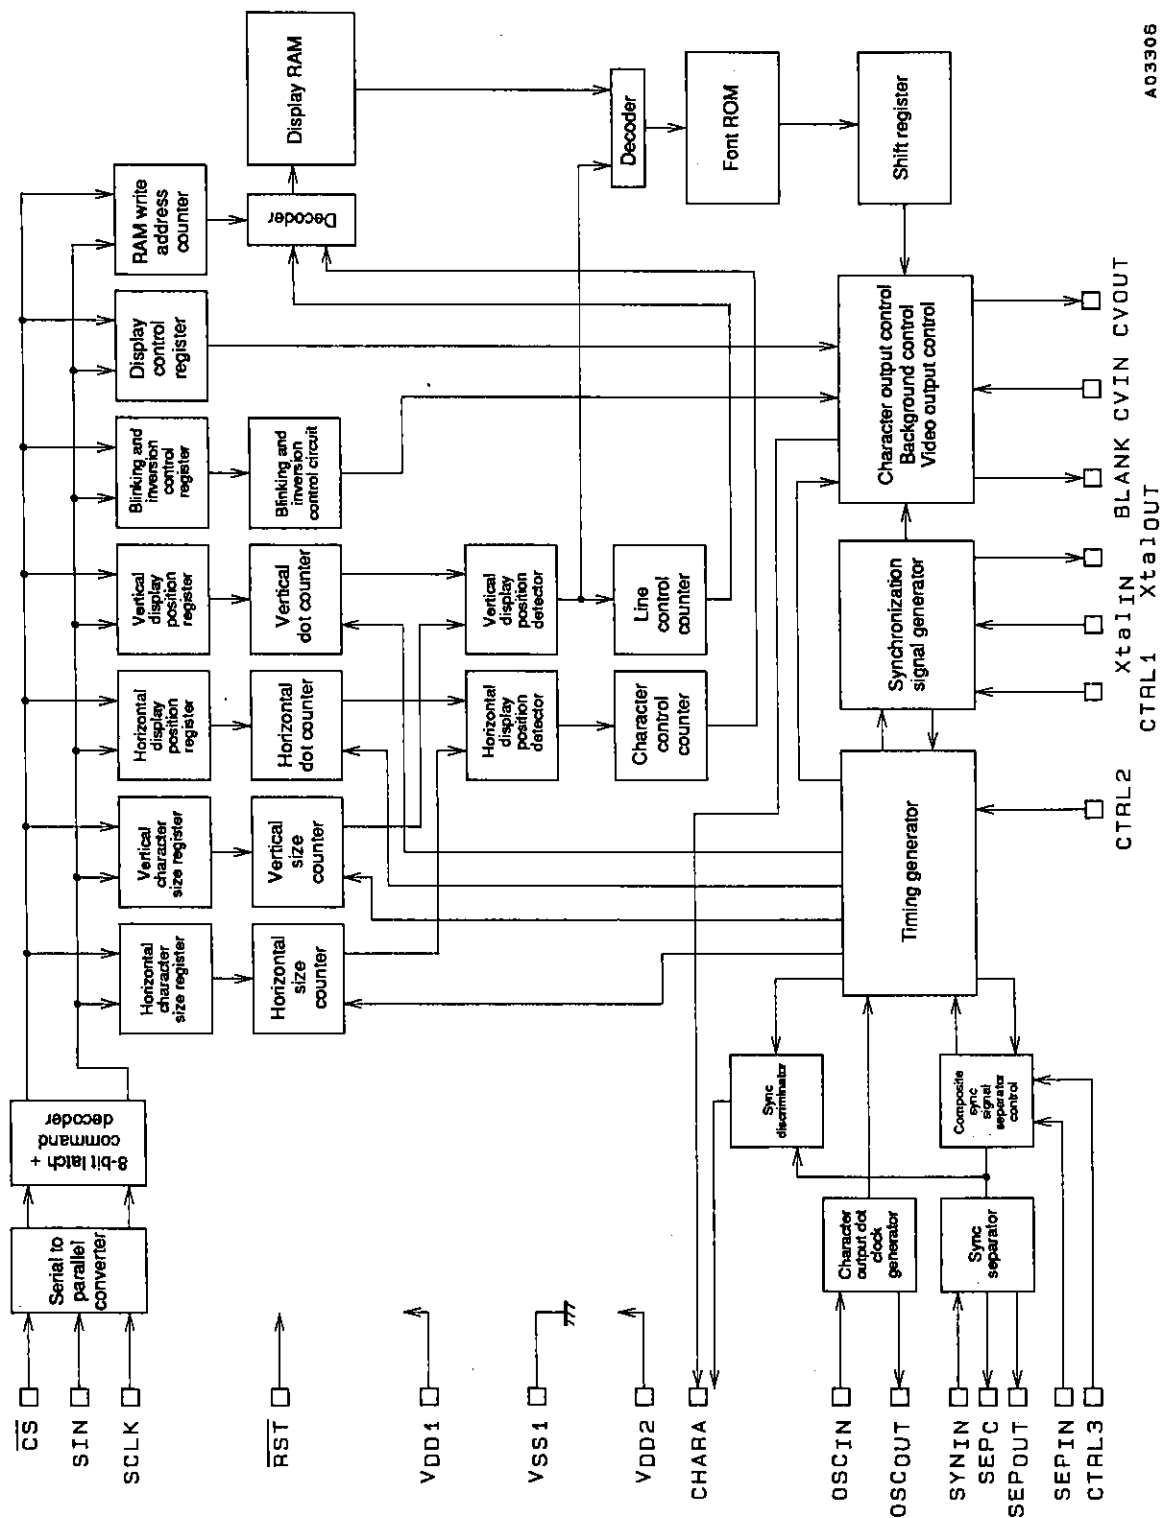 CS
SIN
SCLK
RST
VDD1
VSS1
VDD2
CHARA
OSCIN
OSCOUT
SYNIN
SEPC
SEPOUT
SEPIN
CTRL3
Serial to
parallel
converter
8-bit latch +
command
decoder
Horizontal
character
size register
Vertical
character
size register
Horizontal
display
position
register
Vertical
display
position
register
Blinking and
inversion
control
register
Display
control
register
RAM write
address
counter
Horizontal
size
counter
Vertical
size
counter
Horizontal
dot counter
Vertical
dot counter
Blinking and
inversion
control circuit
Decoder
Display RAM
Horizontal
display
position
detector
Vertical
display
position
detector
Character
control
counter
Line
control
counter
Decoder
Font ROM
Shift register
Sync
discriminator
Character
output dot
clock
generator
Sync
separator
Composite
sync
signal
separator
control
Timing generator
Synchronization
signal generator
Character output control
Background control
Video output control
CTRL2
CTRL1
XtalIN
XtalOUT
BLANK
CVIN
CVOUT
A03306